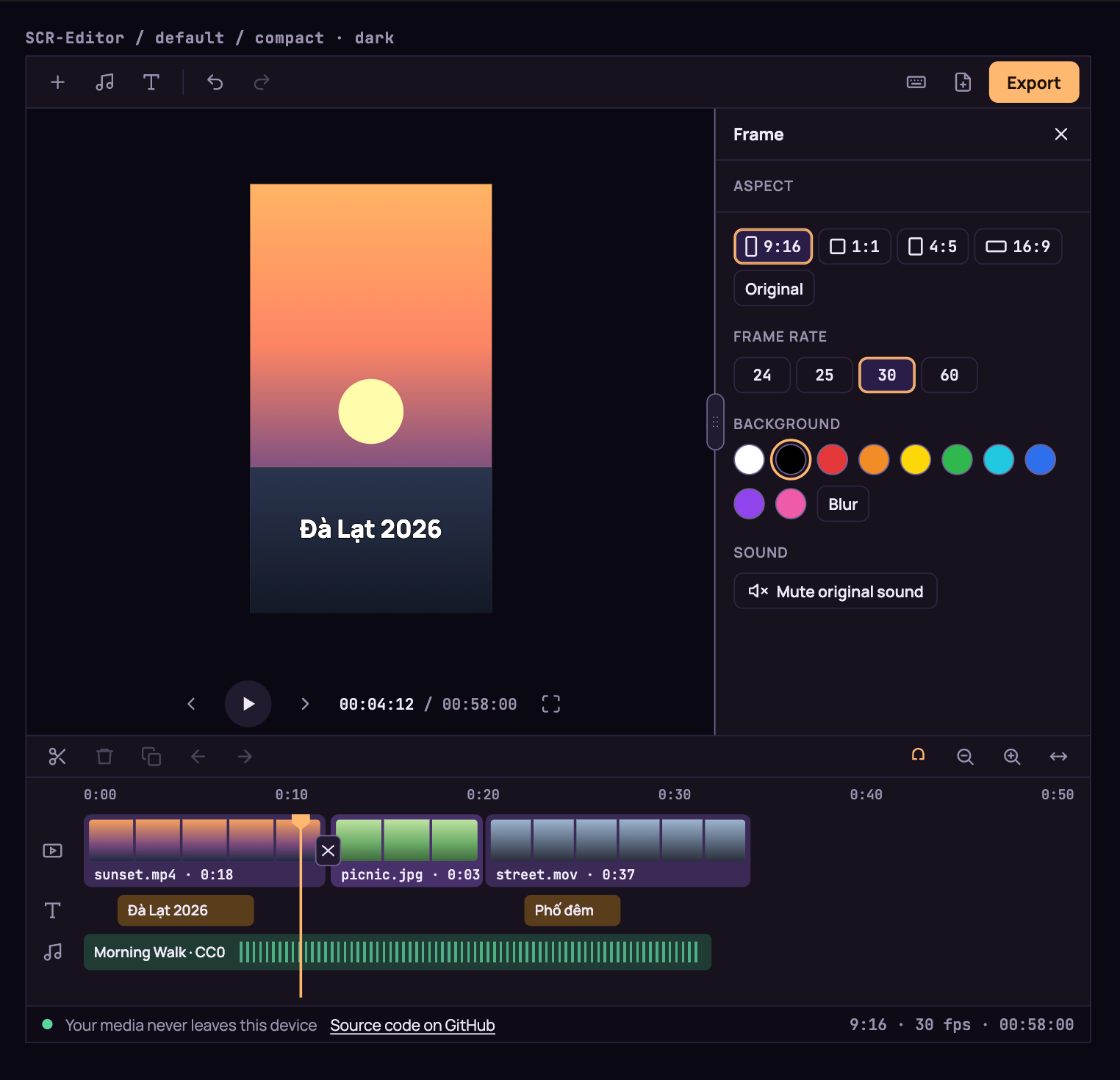 SCR-Editor / default / compact · dark
Export
Frame
ASPECT
9:16 1:1 4:5 16:9
Original
FRAME RATE
24 25 30 60
BACKGROUND
Blur
SOUND
Mute original sound
Đà Lạt 2026
00:04:12 / 00:58:00
0:00 0:10 0:20 0:30 0:40 0:50
sunset.mp4 · 0:18 picnic.jpg · 0:03 street.mov · 0:37
Đà Lạt 2026 Phố đêm
Morning Walk · CC0
Your media never leaves this device Source code on GitHub 9:16 · 30 fps · 00:58:00